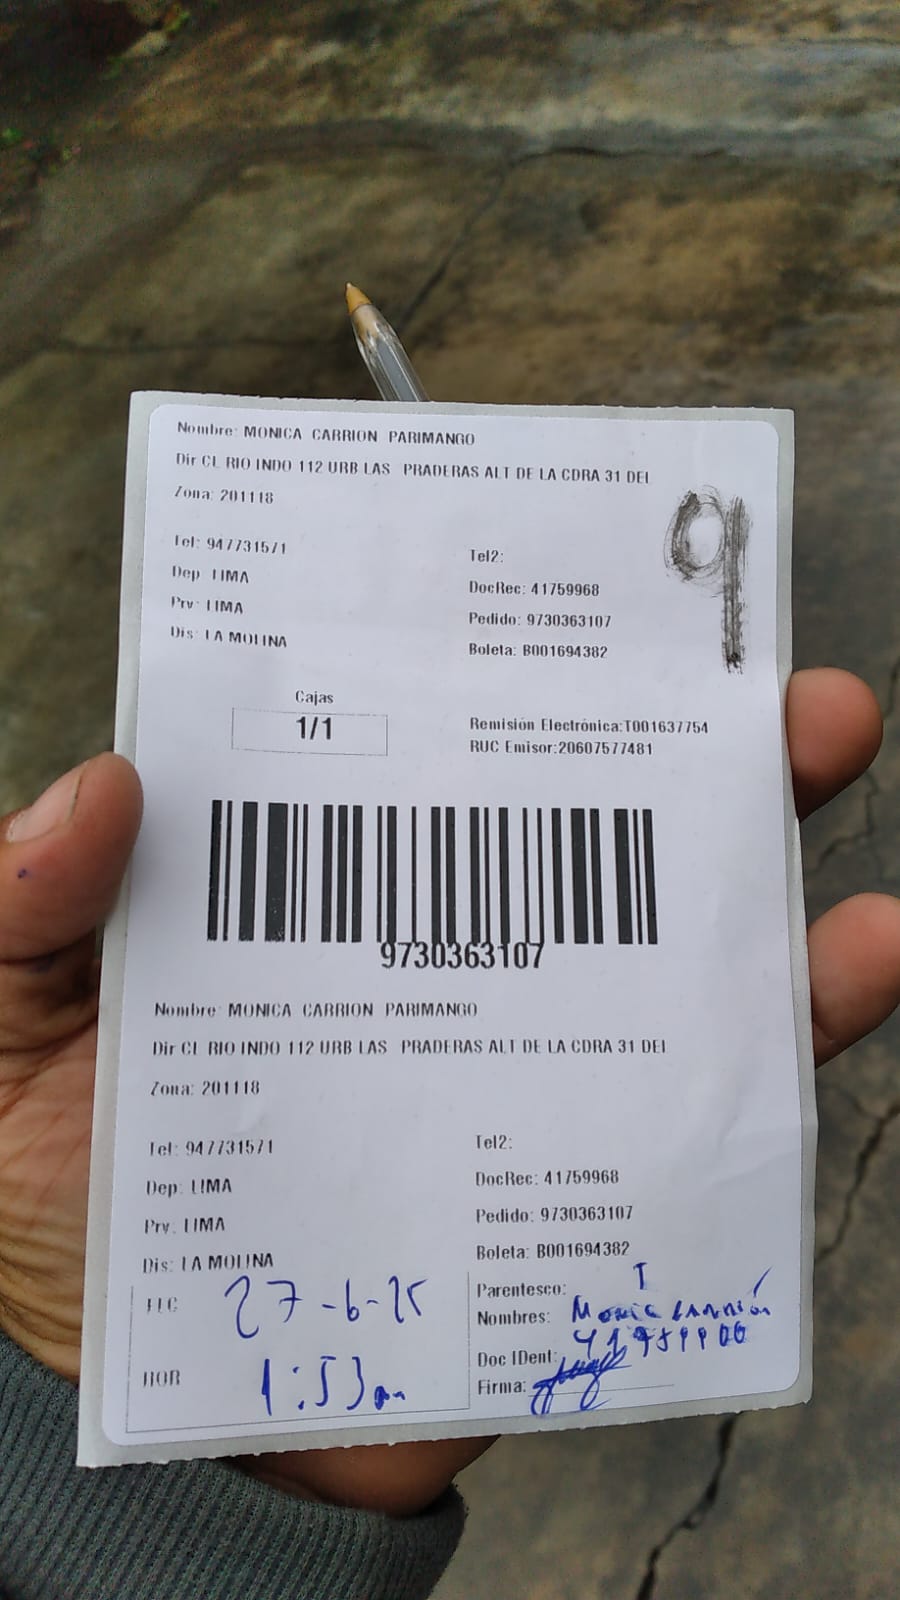 Nombre: MONICA CARRION PARIMANGO
Dir CL RIO INDO 112 URB LAS PRADERAS ALT DE LA CDRA 31 DEL
Zona: 201118
Tel: 947731571
Tel2:
Dep: LIMA
DocRec: 41759968
Prv: LIMA
Pedido: 9730363107
Dis: LA MOLINA
Boleta: B001694382
9
Cajas
1/1
Remisión Electrónica:T001637754
RUC Emisor:20607577481
9730363107
Nombre: MONICA CARRION PARIMANGO
Dir CL RIO INDO 112 URB LAS PRADERAS ALT DE LA CDRA 31 DEL
Zona: 201118
Tel: 947731571
Tel2:
Dep: LIMA
DocRec: 41759968
Prv: LIMA
Pedido: 9730363107
Dis: LA MOLINA
Boleta: B001694382
FEC 27-6-25
HOR 1:53
Parentesco: T
Nombres: Monica Carrión
Doc IDent:
Firma: